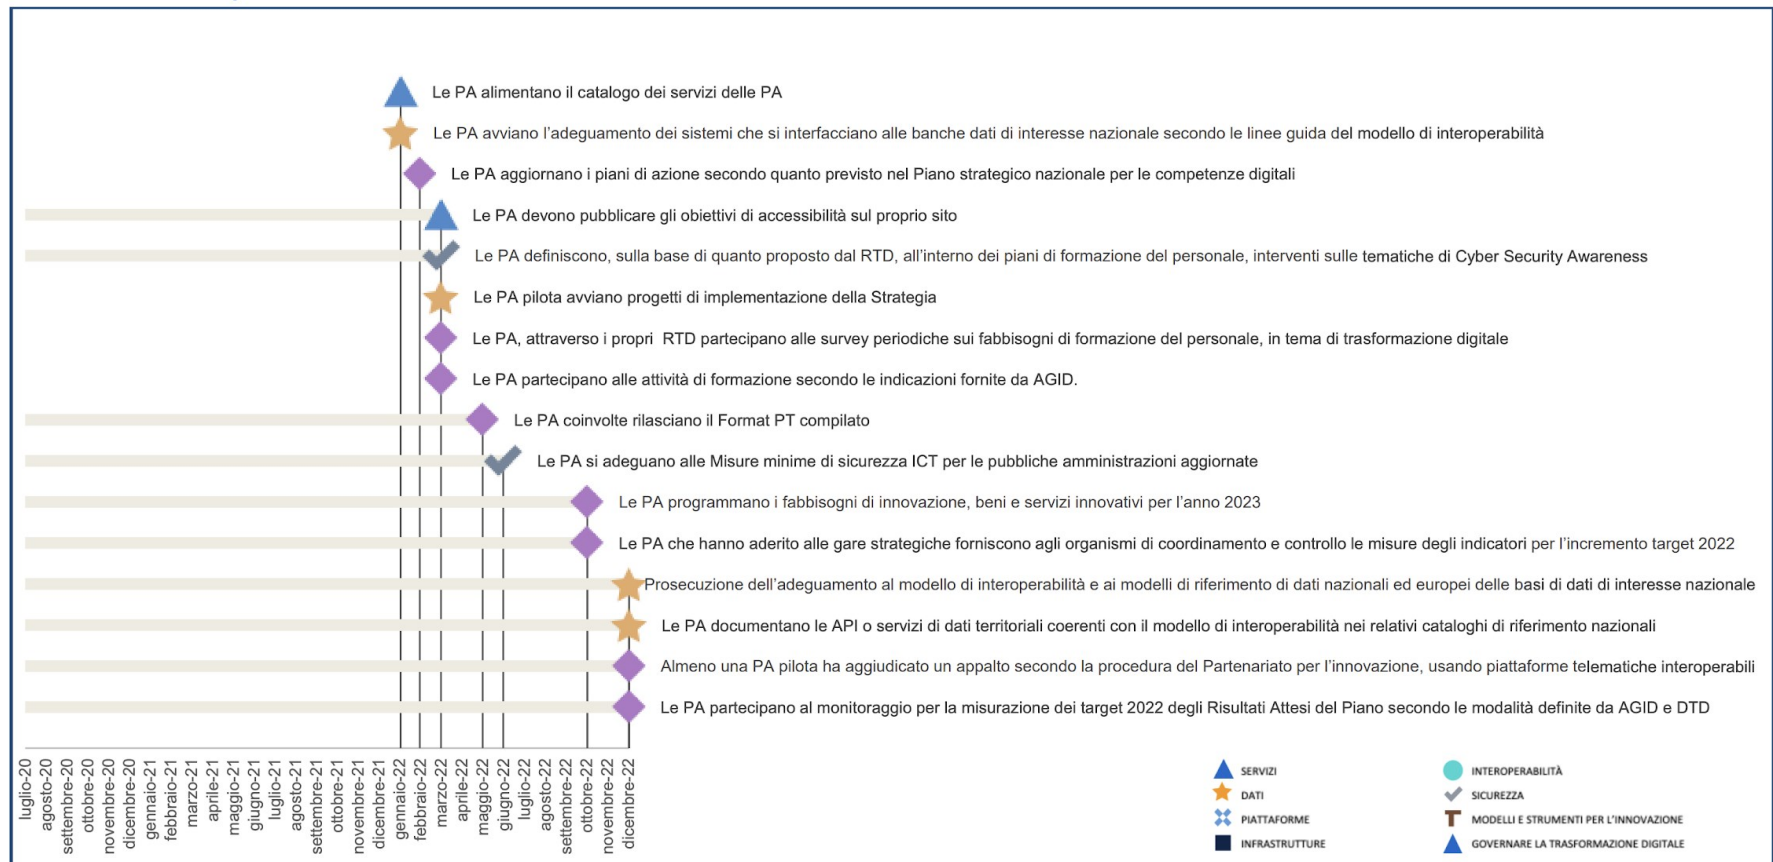 Le PA alimentano il catalogo dei servizi delle PA
Le PA avviano l’adeguamento dei sistemi che si interfacciano alle banche dati di interesse nazionale secondo le linee guida del modello di interoperabilità
Le PA aggiornano i piani di azione secondo quanto previsto nel Piano strategico nazionale per le competenze digitali
Le PA devono pubblicare gli obiettivi di accessibilità sul proprio sito
Le PA definiscono, sulla base di quanto proposto dal RTD, all’interno dei piani di formazione del personale, interventi sulle tematiche di Cyber Security Awareness
Le PA pilota avviano progetti di implementazione della Strategia
Le PA, attraverso i propri  RTD partecipano alle survey periodiche sui fabbisogni di formazione del personale, in tema di trasformazione digitale
Le PA partecipano alle attività di formazione secondo le indicazioni fornite da AGID.
Le PA coinvolte rilasciano il Format PT compilato
Le PA si adeguano alle Misure minime di sicurezza ICT per le pubbliche amministrazioni aggiornate
Le PA programmano i fabbisogni di innovazione, beni e servizi innovativi per l’anno 2023
Le PA che hanno aderito alle gare strategiche forniscono agli organismi di coordinamento e controllo le misure degli indicatori per l’incremento target 2022
Prosecuzione dell’adeguamento al modello di interoperabilità e ai modelli di riferimento di dati nazionali ed europei delle basi di dati di interesse nazionale
Le PA documentano le API o servizi di dati territoriali coerenti con il modello di interoperabilità nei relativi cataloghi di riferimento nazionali
Almeno una PA pilota ha aggiudicato un appalto secondo la procedura del Partenariato per l’innovazione, usando piattaforme telematiche interoperabili
Le PA partecipano al monitoraggio per la misurazione dei target 2022 degli Risultati Attesi del Piano secondo le modalità definite da AGID e DTD
luglio-20
agosto-20
settembre-20
ottobre-20
novembre-20
dicembre-20
gennaio-21
febbraio-21
marzo-21
aprile-21
maggio-21
giugno-21
luglio-21
agosto-21
settembre-21
ottobre-21
novembre-21
dicembre-21
gennaio-22
febbraio-22
marzo-22
aprile-22
maggio-22
giugno-22
luglio-22
agosto-22
settembre-22
ottobre-22
novembre-22
dicembre-22
SERVIZI
DATI
PIATTAFORME
INFRASTRUTTURE
INTEROPERABILITÀ
SICUREZZA
MODELLI E STRUMENTI PER L’INNOVAZIONE
GOVERNARE LA TRASFORMAZIONE DIGITALE